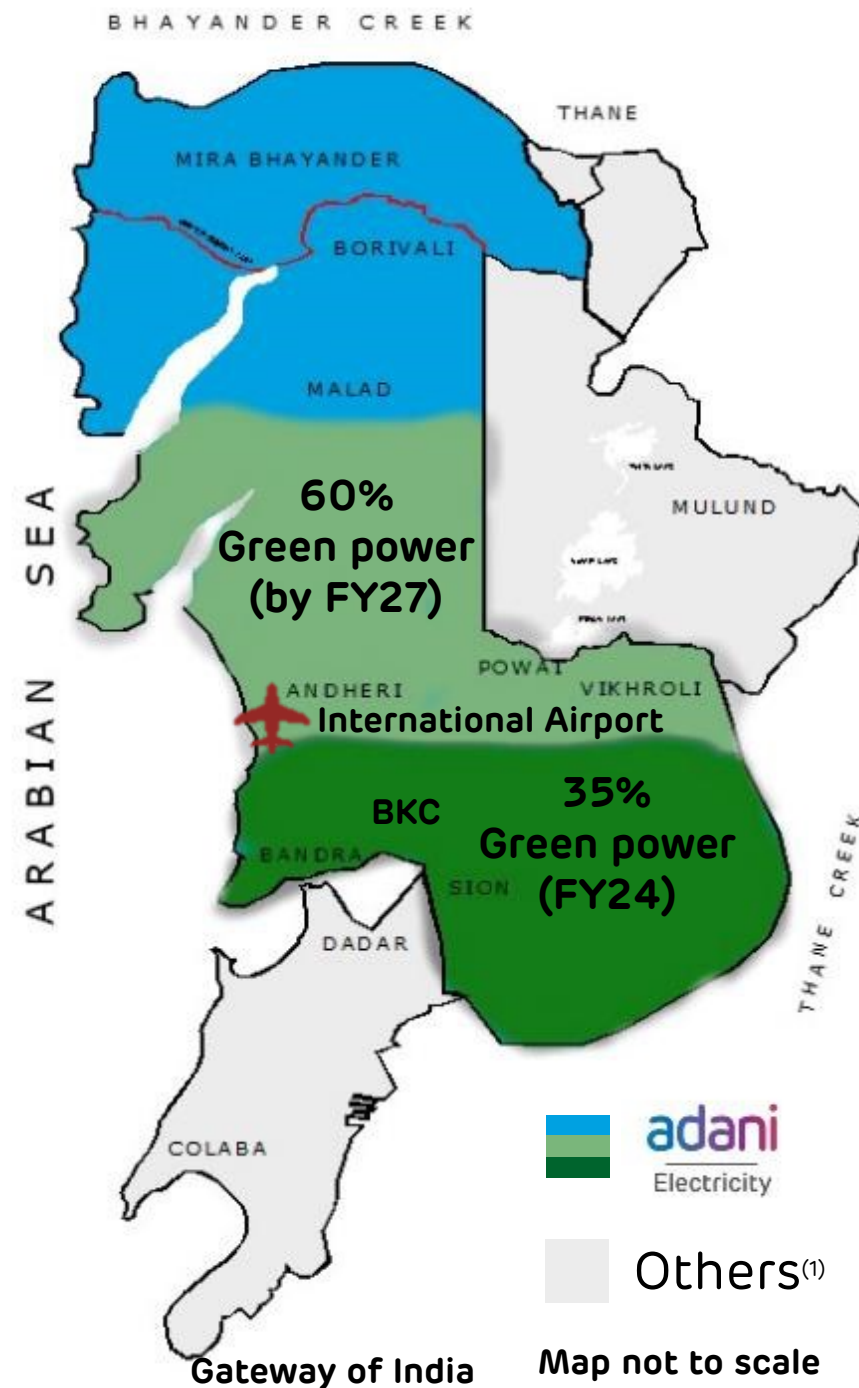 BHAYANDER CREEK
THANE
MIRA BHAYANDER
BORIVALI
MALAD
ARABIAN SEA
60%
Green power
(by FY27)
MULUND
POWAI
VIKHROLI
ANDHERI
International Airport
BKC
35%
Green power
(FY24)
BANDRA
SION
THANE CREEK
DADAR
COLABA
adani
Electricity
Others(1)
Gateway of India
Map not to scale